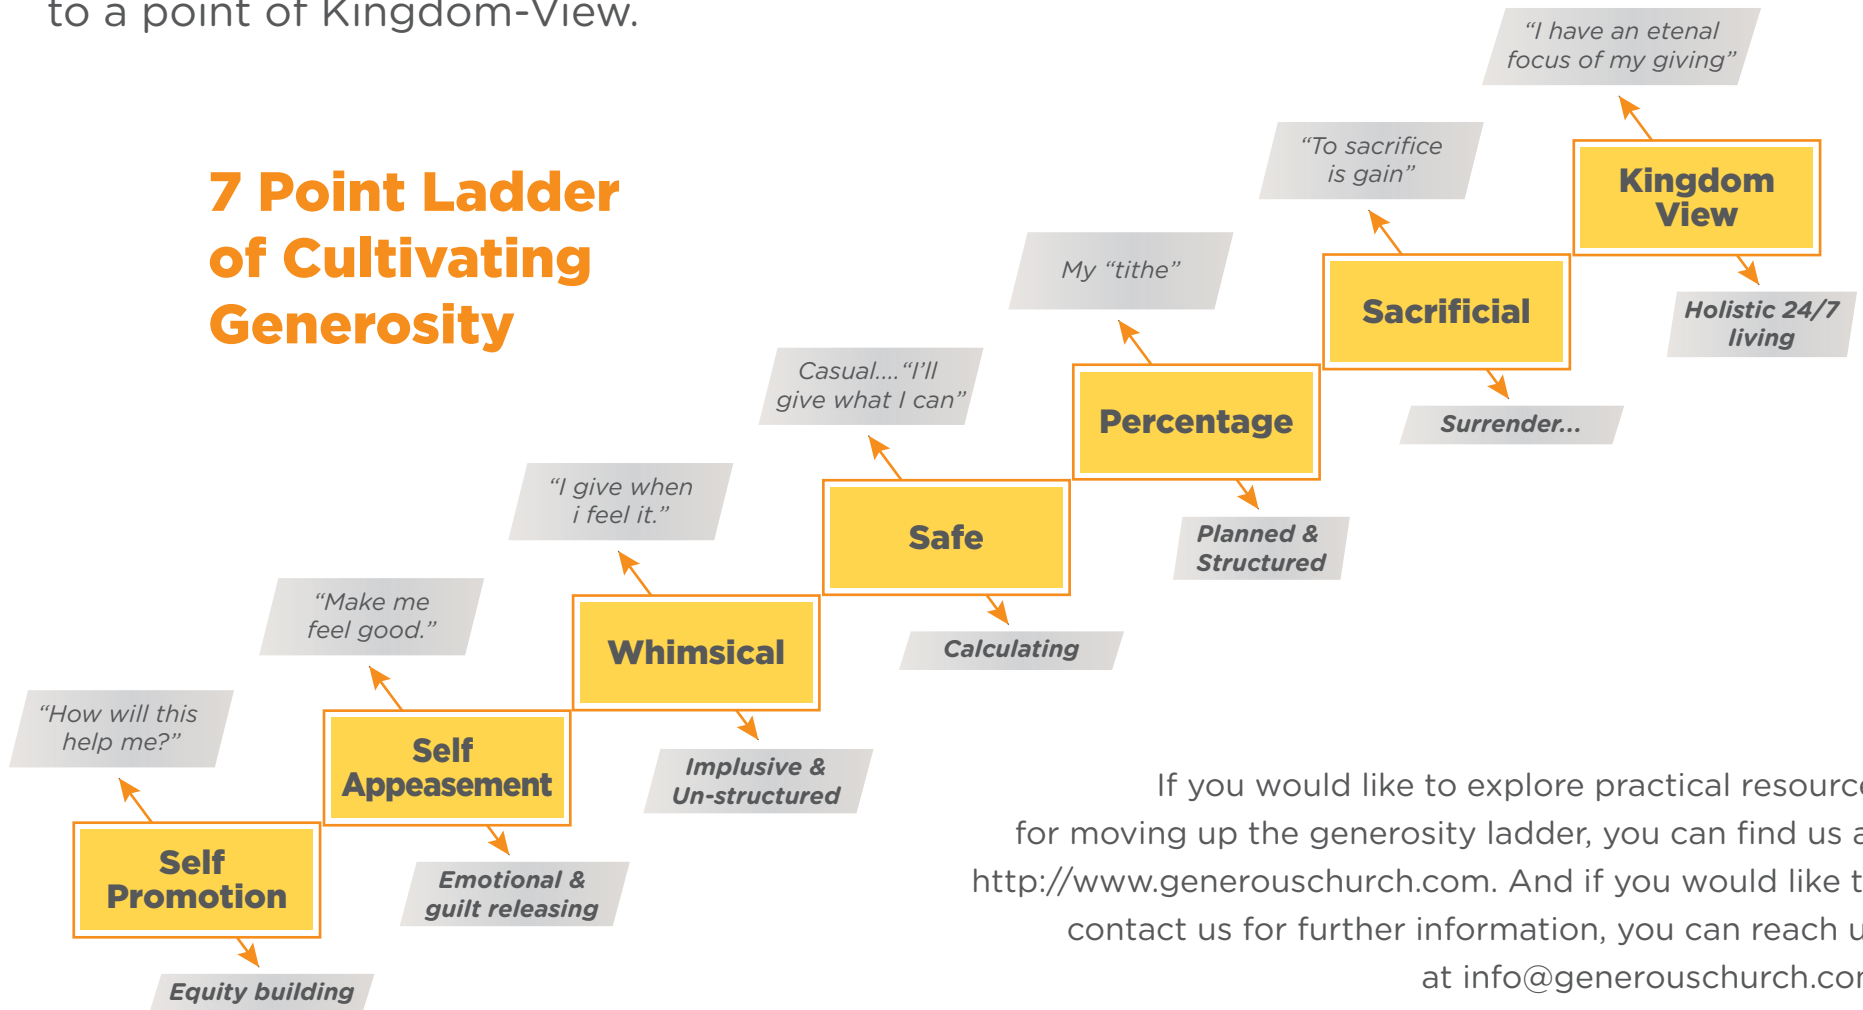 to a point of Kingdom-View.
7 Point Ladder
of Cultivating
Generosity
“I have an etenal
focus of my giving”
Kingdom
View
Holistic 24/7
living
“To sacrifice
is gain”
Sacrificial
Surrender...
My “tithe”
Percentage
Planned &
Structured
Casual....“I’ll
give what I can”
Safe
Calculating
“I give when
i feel it.”
Whimsical
Implusive &
Un-structured
“Make me
feel good.”
Self
Appeasement
Emotional &
guilt releasing
“How will this
help me?”
Self
Promotion
Equity building
If you would like to explore practical resource
for moving up the generosity ladder, you can find us a
http://www.generouschurch.com. And if you would like t
contact us for further information, you can reach u
at info@generouschurch.co